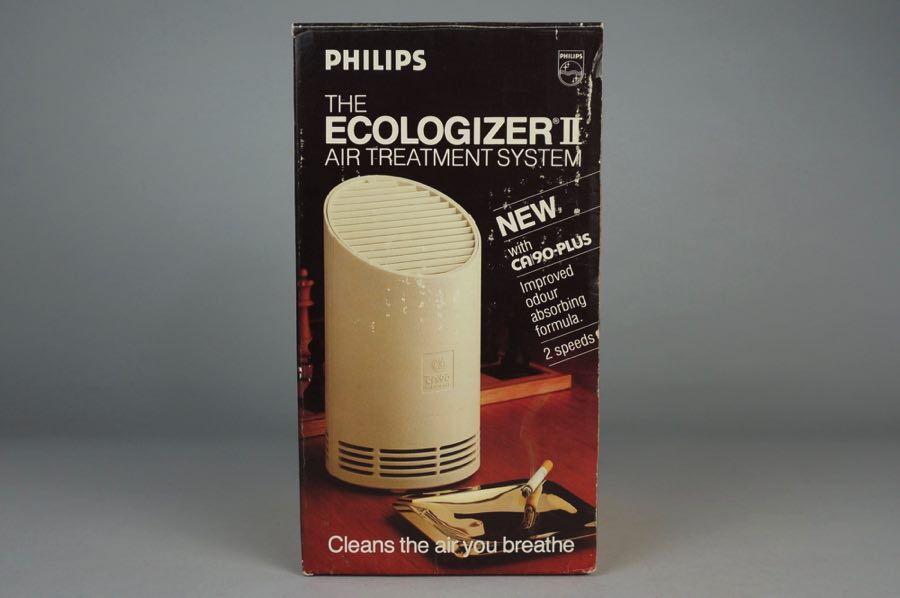 PHILIPS
PHILIPS
THE
ECOLOGIZER® II
AIR TREATMENT SYSTEM
NEW,
with
CA90-PLUS
Improved
odour
absorbing
formula.
2 speeds
CA90
Cleans the air you breathe